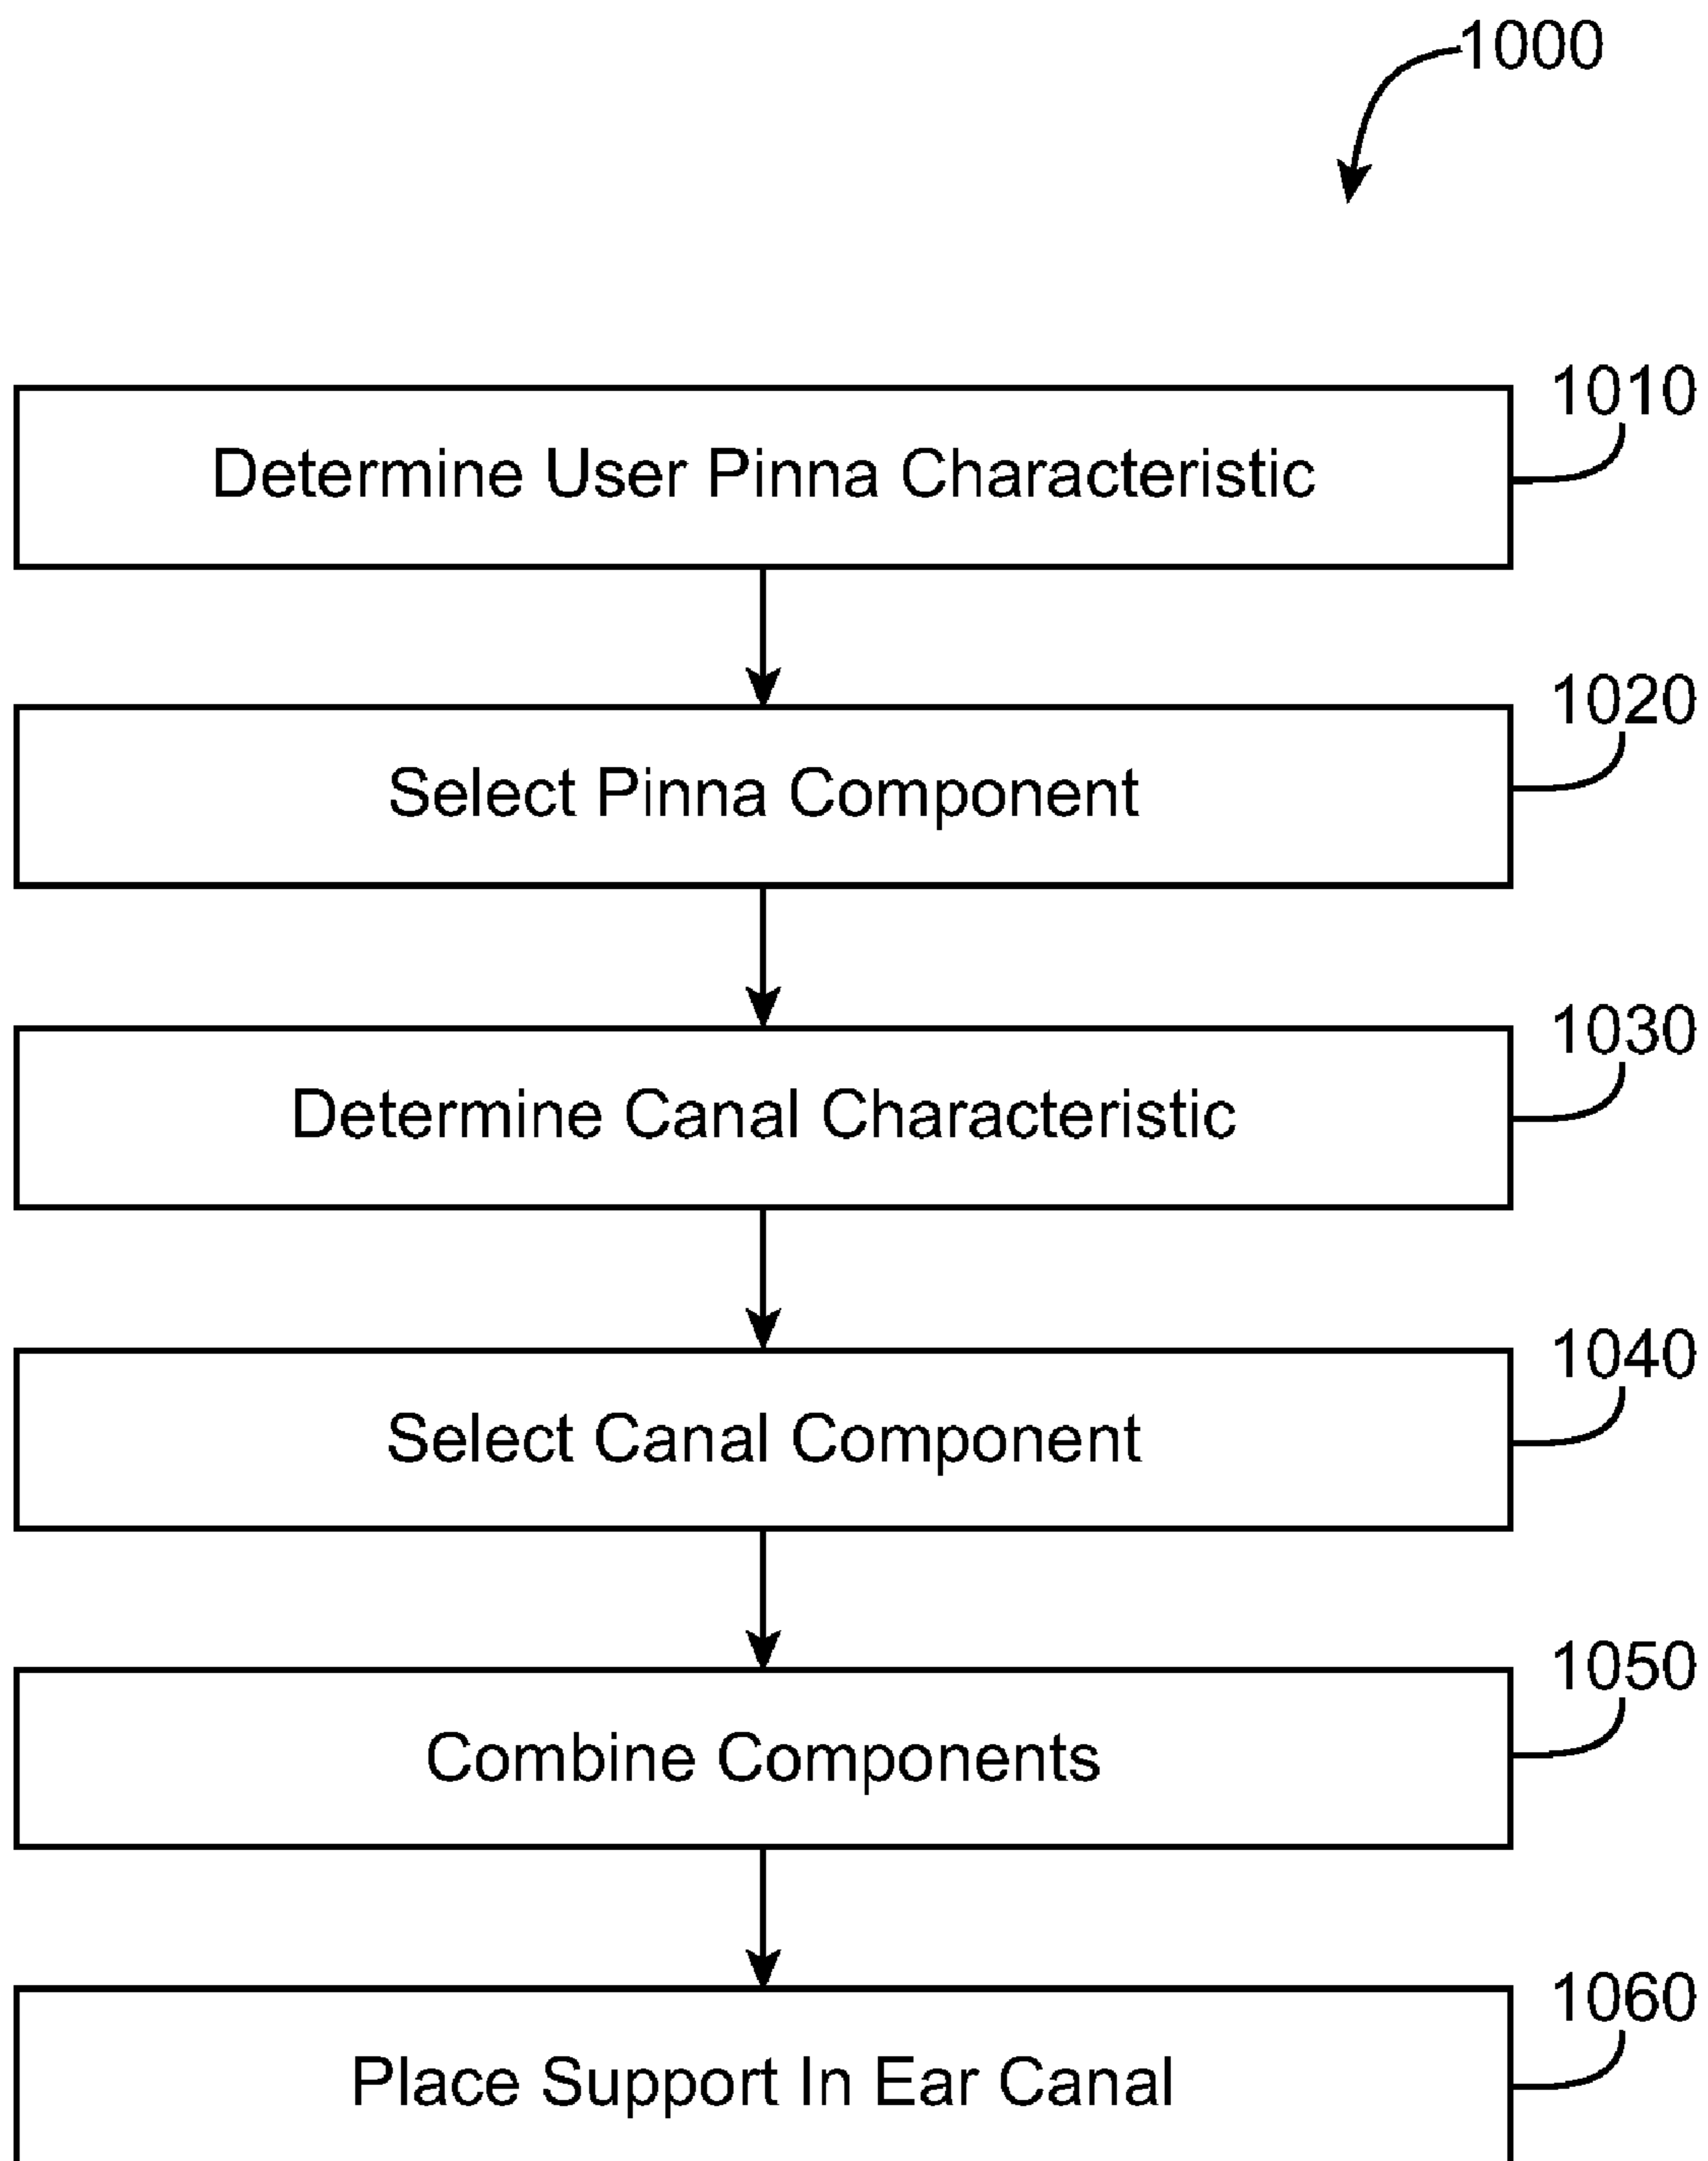 1000
1010
Determine User Pinna Characteristic
1020
Select Pinna Component
1030
Determine Canal Characteristic
1040
Select Canal Component
1050
Combine Components
1060
Place Support In Ear Canal